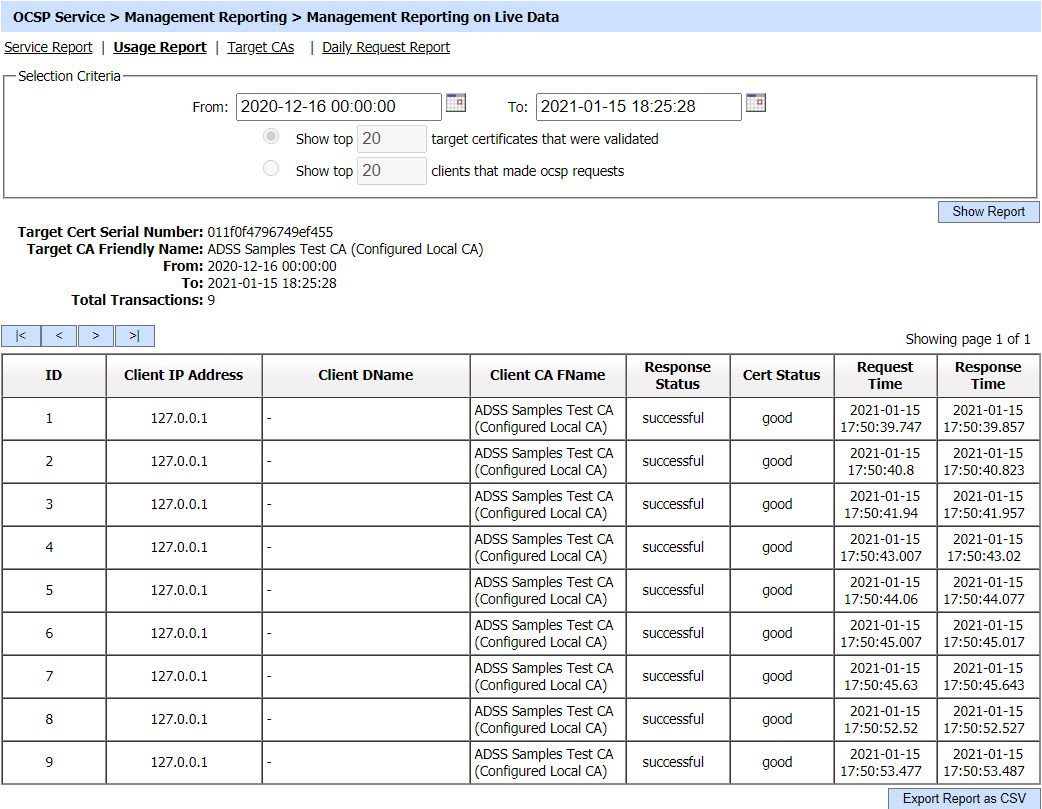 OCSP Service > Management Reporting > Management Reporting on Live Data
Service Report | Usage Report | Target CAs | Daily Request Report
Selection Criteria
From: 2020-12-16 00:00:00 To: 2021-01-15 18:25:28
Show top 20 target certificates that were validated
Show top 20 clients that made ocsp requests
Show Report
Target Cert Serial Number: 011f0f4796749ef455
Target CA Friendly Name: ADSS Samples Test CA (Configured Local CA)
From: 2020-12-16 00:00:00
To: 2021-01-15 18:25:28
Total Transactions: 9
|< < > >|
Showing page 1 of 1
ID Client IP Address Client DName Client CA FName Response Status Cert Status Request Time Response Time
1 127.0.0.1 - ADSS Samples Test CA (Configured Local CA) successful good 2021-01-15 17:50:39.747 2021-01-15 17:50:39.857
2 127.0.0.1 - ADSS Samples Test CA (Configured Local CA) successful good 2021-01-15 17:50:40.8 2021-01-15 17:50:40.823
3 127.0.0.1 - ADSS Samples Test CA (Configured Local CA) successful good 2021-01-15 17:50:41.94 2021-01-15 17:50:41.957
4 127.0.0.1 - ADSS Samples Test CA (Configured Local CA) successful good 2021-01-15 17:50:43.007 2021-01-15 17:50:43.02
5 127.0.0.1 - ADSS Samples Test CA (Configured Local CA) successful good 2021-01-15 17:50:44.06 2021-01-15 17:50:44.077
6 127.0.0.1 - ADSS Samples Test CA (Configured Local CA) successful good 2021-01-15 17:50:45.007 2021-01-15 17:50:45.017
7 127.0.0.1 - ADSS Samples Test CA (Configured Local CA) successful good 2021-01-15 17:50:45.63 2021-01-15 17:50:45.643
8 127.0.0.1 - ADSS Samples Test CA (Configured Local CA) successful good 2021-01-15 17:50:52.52 2021-01-15 17:50:52.527
9 127.0.0.1 - ADSS Samples Test CA (Configured Local CA) successful good 2021-01-15 17:50:53.477 2021-01-15 17:50:53.487
Export Report as CSV